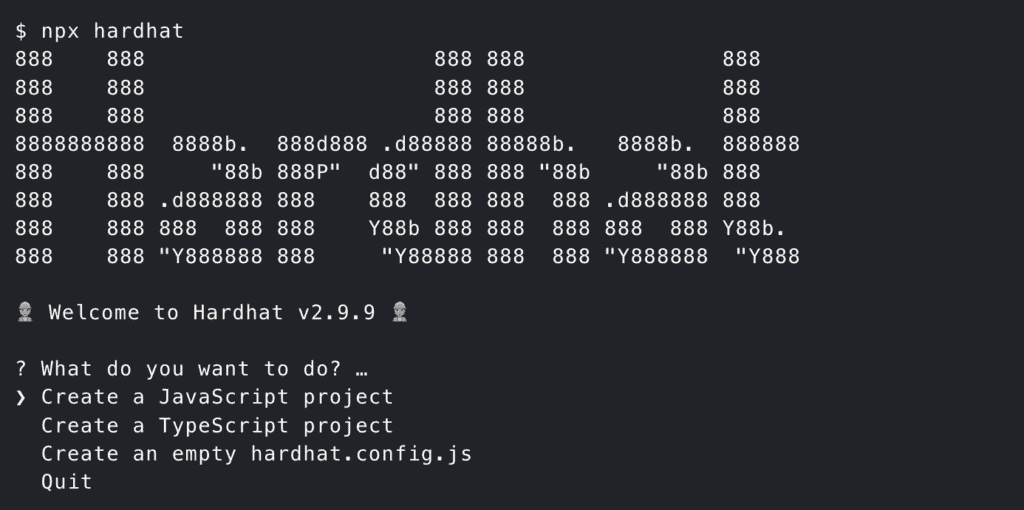 $ npx hardhat
888    888                      888 888               888
888    888                      888 888               888
888    888                      888 888               888
8888888888  8888b.  888d888 .d88888 88888b.   8888b.  888888
888    888     "88b 888P"  d88" 888 888 "88b     "88b 888
888    888 .d888888 888    888  888 888  888 .d888888 888
888    888 888  888 888    Y88b 888 888  888 888  888 Y88b.
888    888 "Y888888 888     "Y88888 888  888 "Y888888  "Y888
👷 Welcome to Hardhat v2.9.9 👷
? What do you want to do? …
❯ Create a JavaScript project
  Create a TypeScript project
  Create an empty hardhat.config.js
  Quit